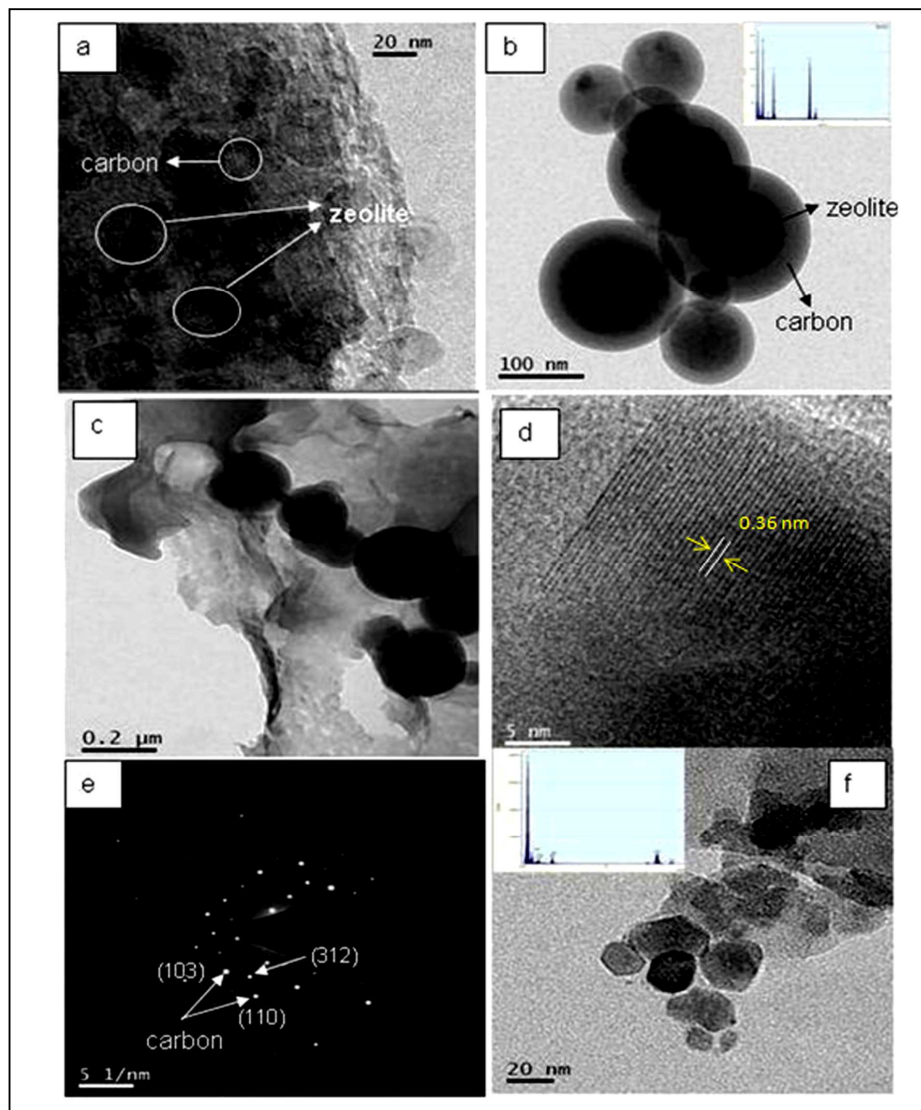 a
20 nm
carbon
zeolite
b
zeolite
carbon
100 nm
c
0.2 µm
d
0.36 nm
5 nm
e
(103)
(312)
(110)
carbon
5 1/nm
f
20 nm